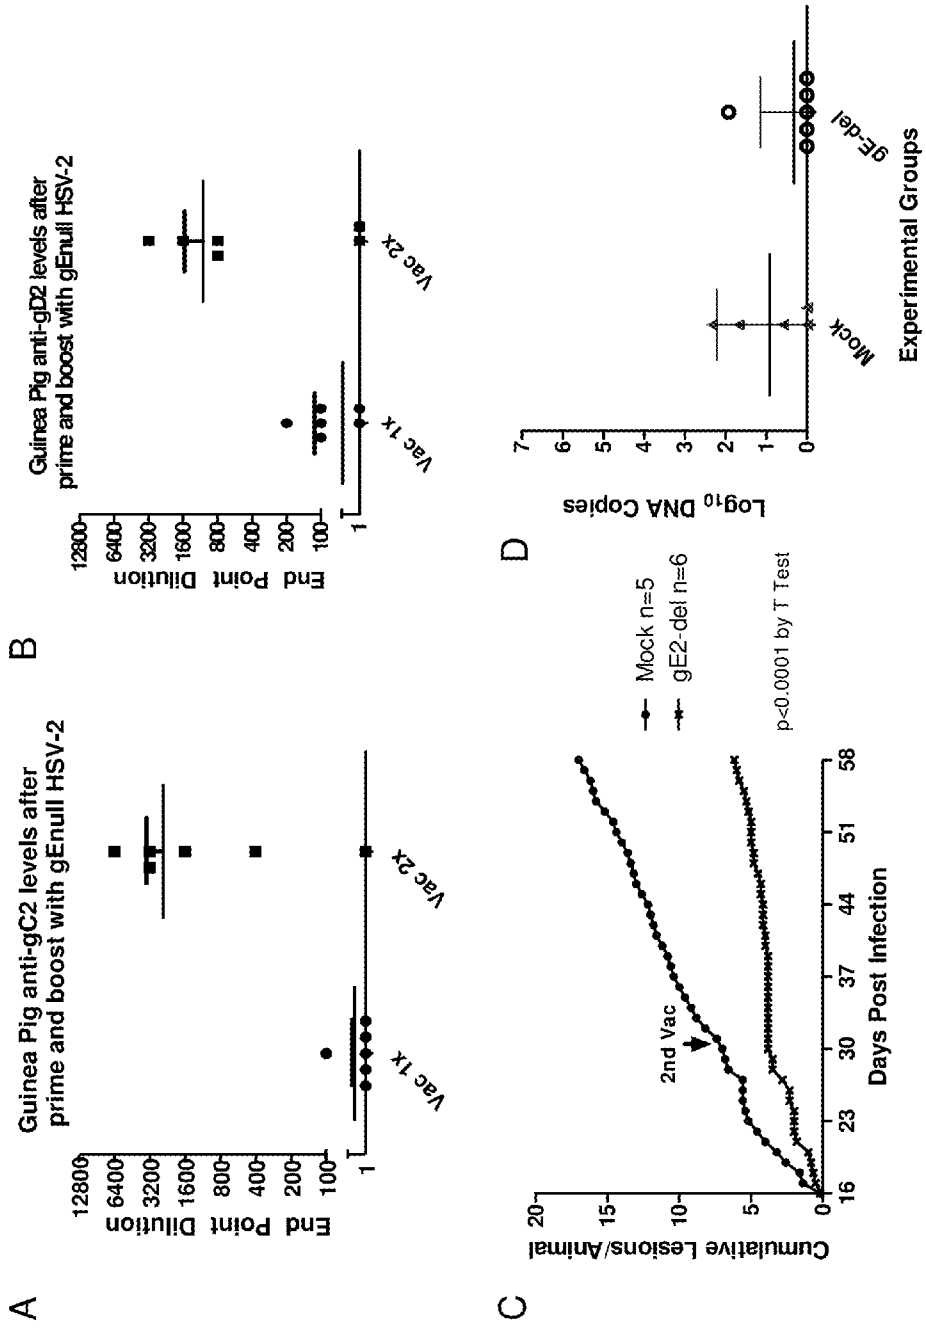 A
Guinea Pig anti-gC2 levels after
prime and boost with gEnull HSV-2
End Point Dilution
12800
6400
3200
1600
800
400
200
100
1
Vac 1x
Vac 2x
B
Guinea Pig anti-gD2 levels after
prime and boost with gEnull HSV-2
End Point Dilution
12800
6400
3200
1600
800
400
200
100
1
Vac 1x
Vac 2x
C
Cumulative Lesions/Animal
20
15
10
5
0
16
23
30
37
44
51
58
Days Post Infection
2nd Vac
Mock n=5
gE2-del n=6
p<0.0001 by T Test
D
Log10 DNA Copies
7
6
5
4
3
2
1
0
Mock
gE-del
Experimental Groups